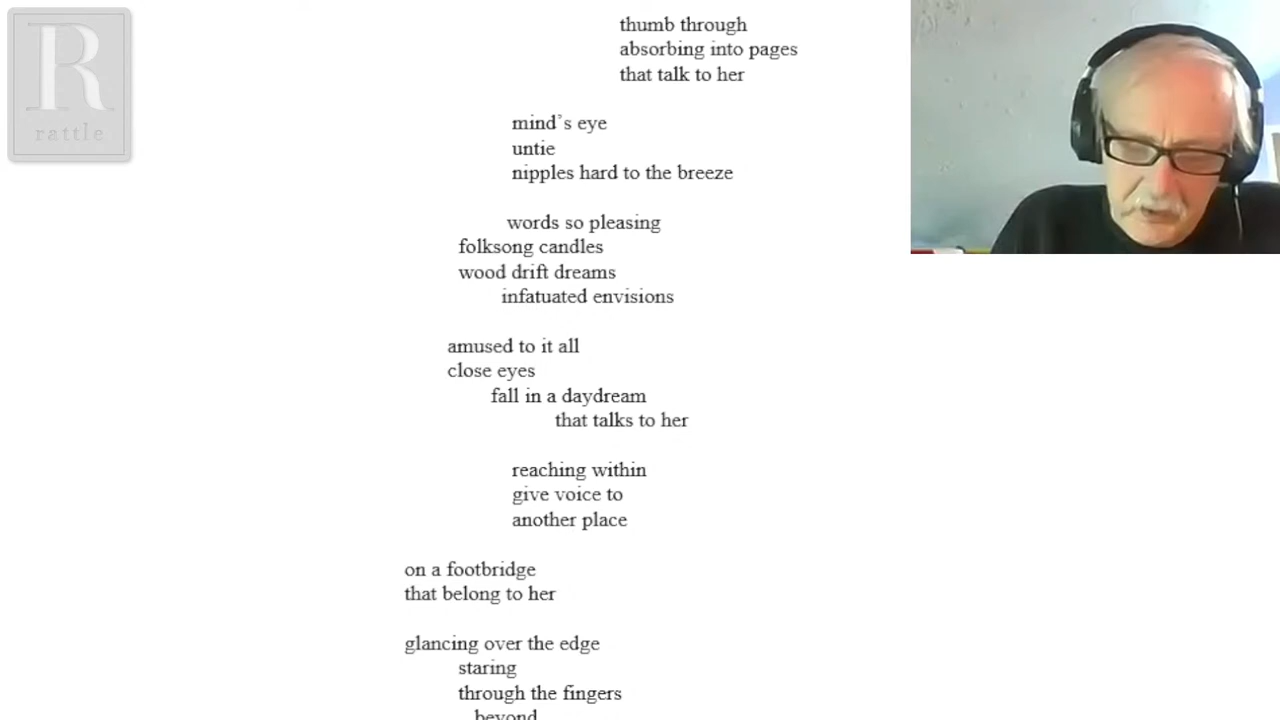 R
rattle
thumb through
absorbing into pages
that talk to her
mind's eye
untie
nipples hard to the breeze
words so pleasing
folksong candles
wood drift dreams
infatuated envisions
amused to it all
close eyes
fall in a daydream
that talks to her
reaching within
give voice to
another place
on a footbridge
that belong to her
glancing over the edge
staring
through the fingers
beyond